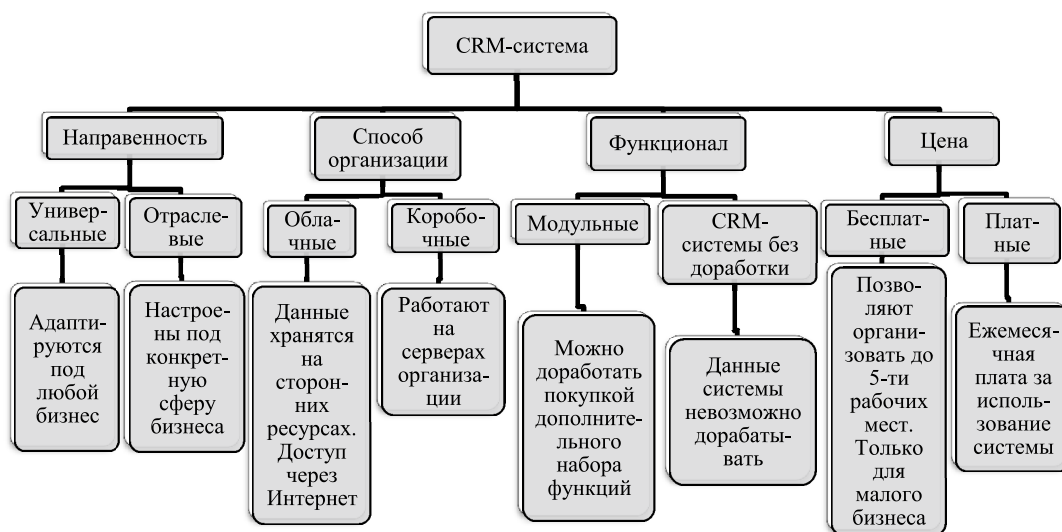 CRM-система
Направенность
Способ
организации
Функционал
Цена
Универ-
сальные
Отрасле-
вые
Облач-
ные
Коробо-
чные
Модульные
CRM-
системы без
доработки
Бесплат-
ные
Плат-
ные
Адапти-
руются
под
любой
бизнес
Настрое-
ны под
конкрет-
ную
сферу
бизнеса
Данные
хранятся
на
сторон-
них
ресурсах.
Доступ
через
Интернет
Работают
на
серверах
организа-
ции
Можно
доработать
покупкой
дополните-
льного
набора
функций
Данные
системы
невозможно
дорабаты-
вать
Позво-
ляют
органи-
зовать до
5-ти
рабочих
мест.
Только
для
малого
бизнеса
Ежемеся-
чная
плата за
исполь-
зование
системы